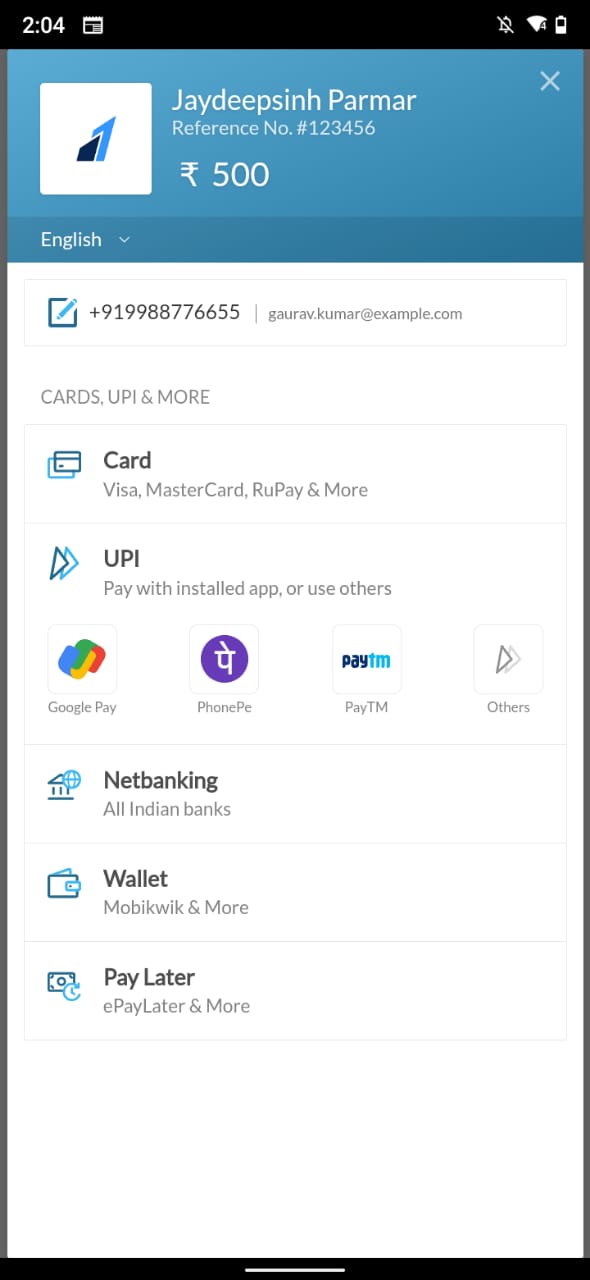 2:04
Jaydeepsinh Parmar
Reference No. #123456
₹ 500
English
+919988776655 | gaurav.kumar@example.com
CARDS, UPI & MORE
Card
Visa, MasterCard, RuPay & More
UPI
Pay with installed app, or use others
पे paytm
Google Pay PhonePe PayTM Others
Netbanking
All Indian banks
Wallet
Mobikwik & More
Pay Later
ePayLater & More